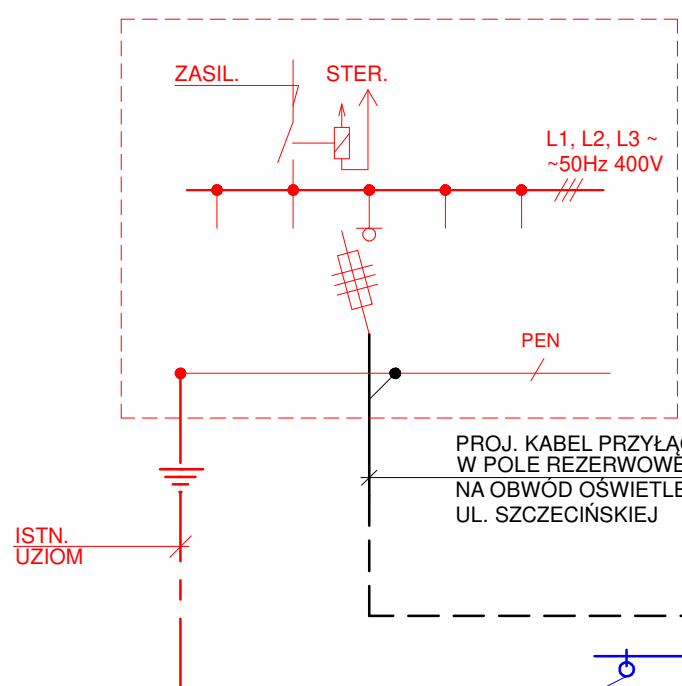 ZASIL.
STER.
L1, L2, L3 ~
~50Hz 400V
PEN
PROJ. KABEL
W POLE
NA OBWÓD
UL. SZCZECIŃSKIEJ
ISTN.
UZIOM